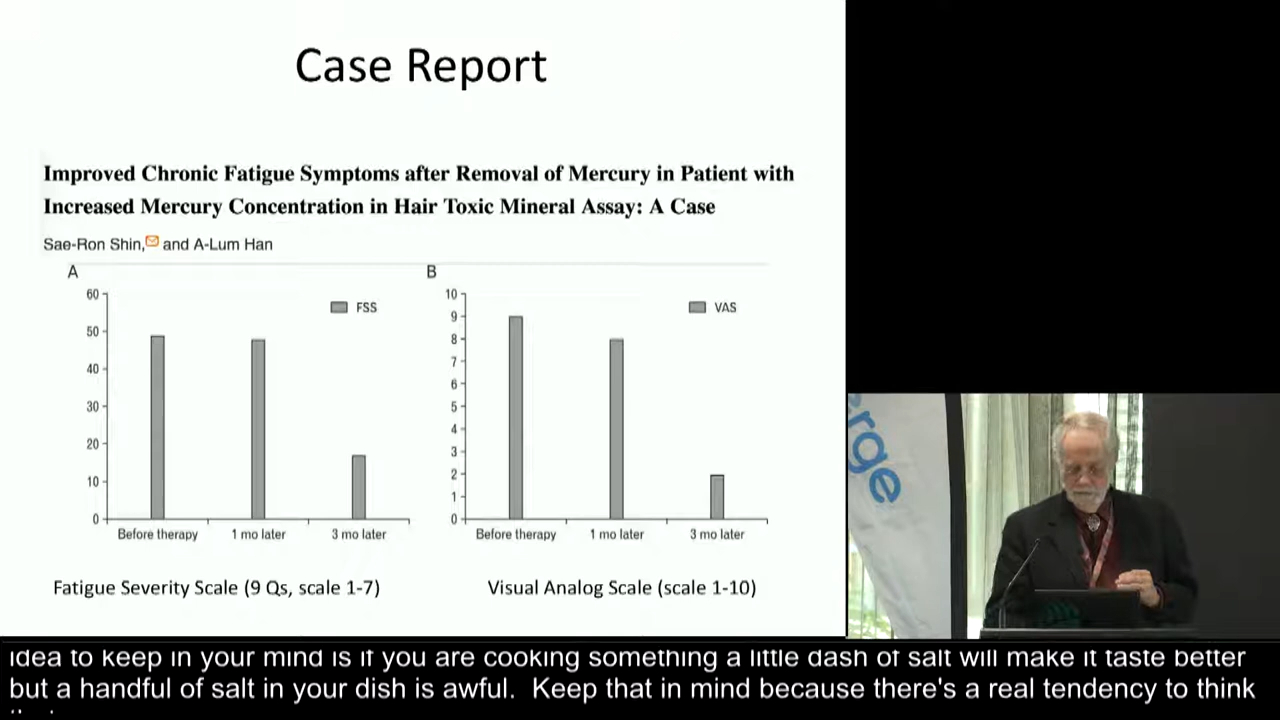 Case Report
Improved Chronic Fatigue Symptoms after Removal of Mercury in Patient with
Increased Mercury Concentration in Hair Toxic Mineral Assay: A Case
Sae-Ron Shin, and A-Lum Han
A
60
50
40
30
20
10
0
FSS
Before therapy
1 mo later
3 mo later
B
10
9
8
7
6
5
4
3
2
1
0
VAS
Before therapy
1 mo later
3 mo later
Fatigue Severity Scale (9 Qs, scale 1-7)
Visual Analog Scale (scale 1-10)
erge
idea to keep in your mind is if you are cooking something a little dash of salt will make it taste better
but a handful of salt in your dish is awful. Keep that in mind because there's a real tendency to think